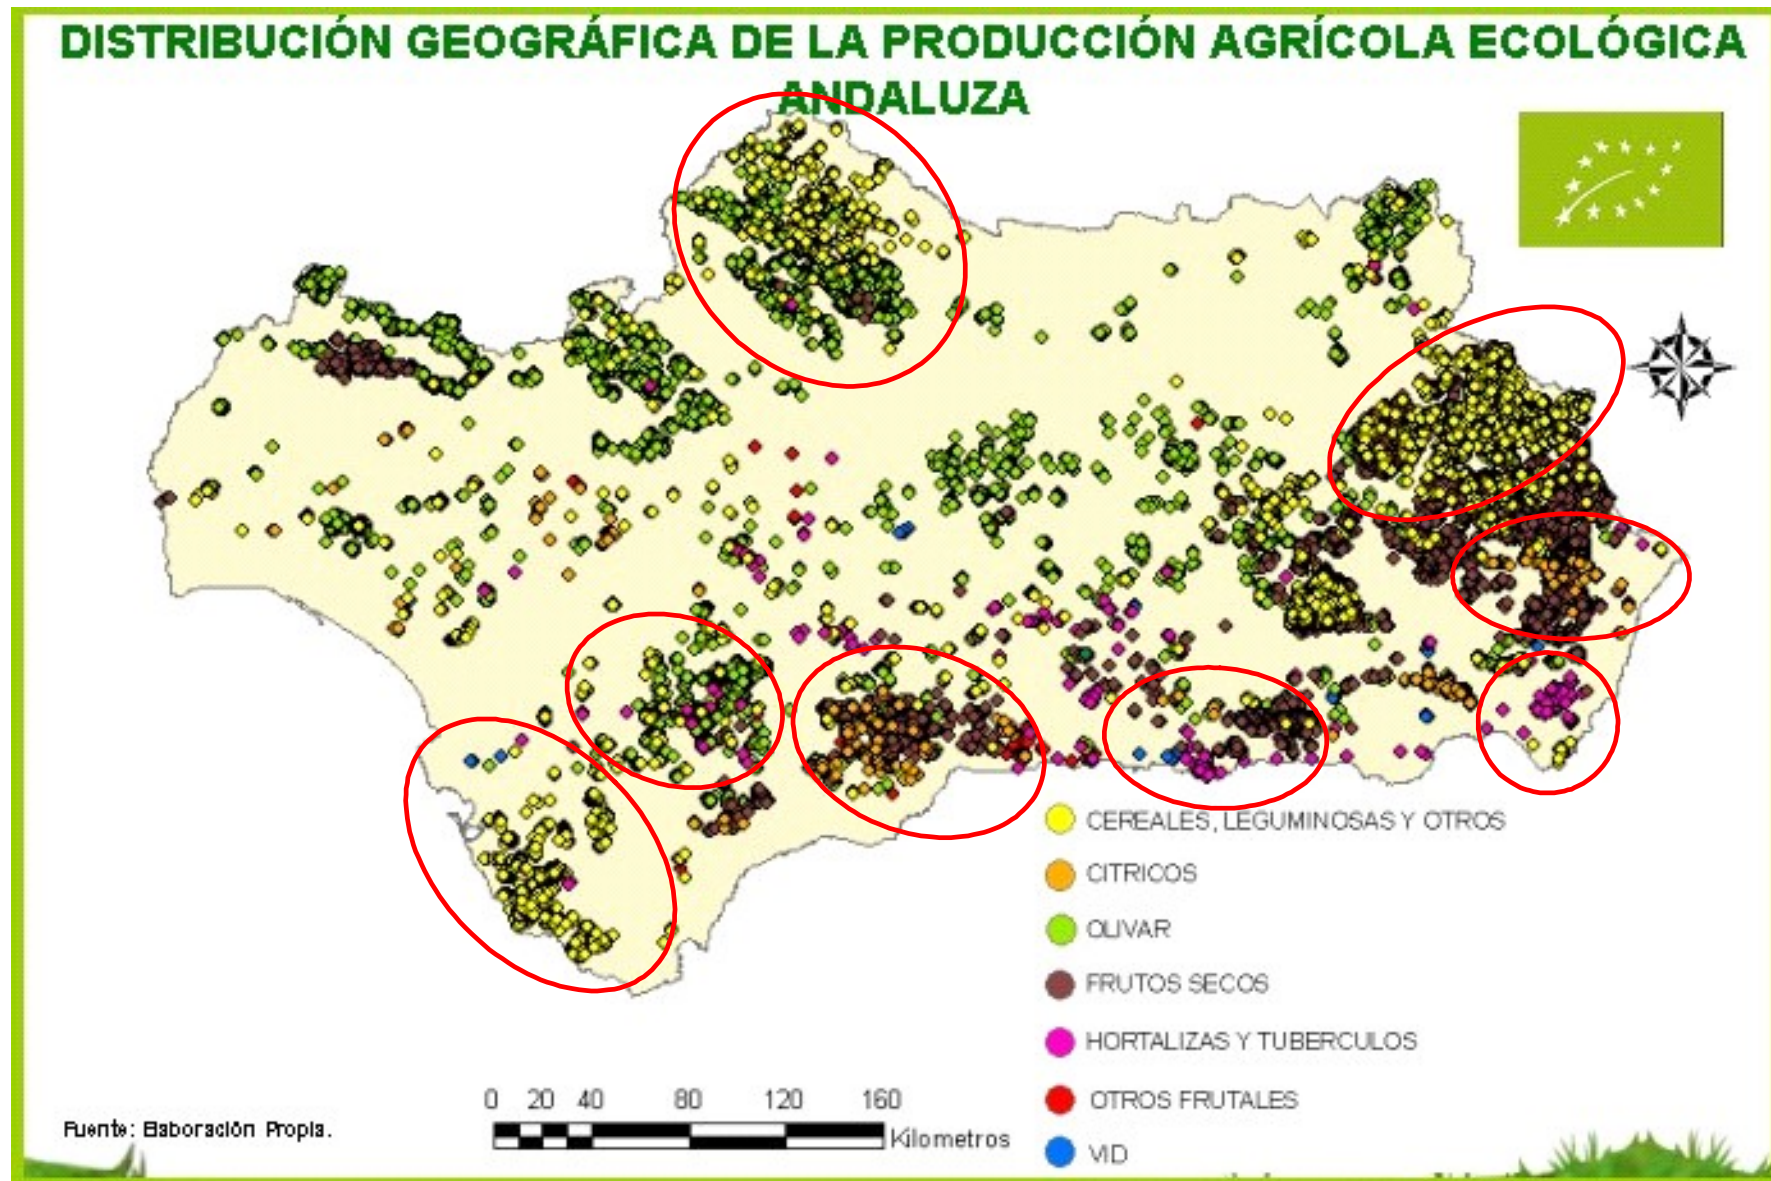 DISTRIBUCIÓN GEOGRÁFICA DE LA PRODUCCIÓN AGRÍCOLA ECOLÓGICA
ANDALUZA
CEREALES, LEGUMINOSAS Y OTROS
CITRICOS
OLIVAR
FRUTOS SECOS
HORTALIZAS Y TUBERCULOS
OTROS FRUTALES
VID
0 20 40 80 120 160
Kilometros
Fuente: Elaboración Propia.